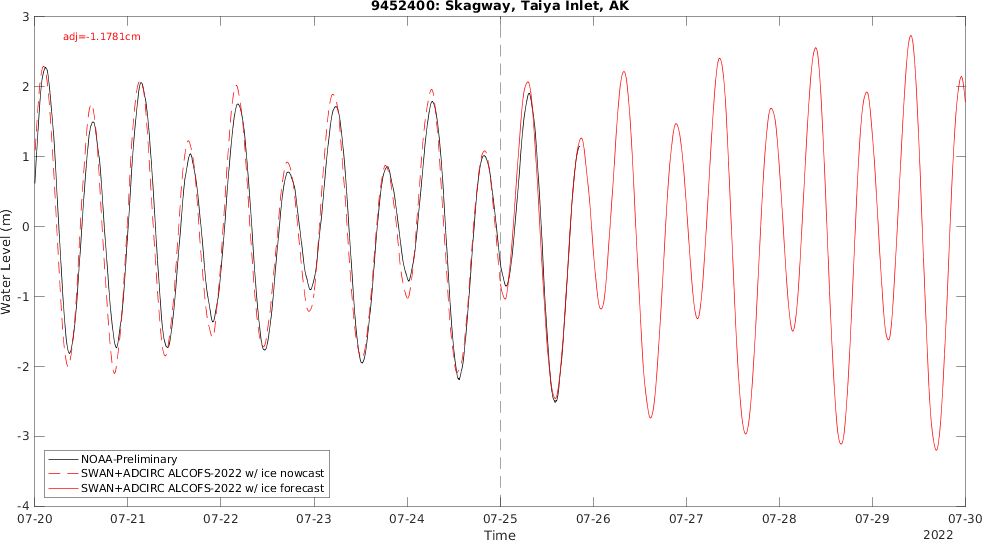 9452400: Skagway, Taiya Inlet, AK
adj=-1.1781cm
3
2
1
0
-1
-2
-3
-4
Water Level (m)
NOAA-Preliminary
SWAN+ADCIRC ALCOFS-2022 w/ ice nowcast
SWAN+ADCIRC ALCOFS-2022 w/ ice forecast
07-20 07-21 07-22 07-23 07-24 07-25 07-26 07-27 07-28 07-29 07-30
Time
2022